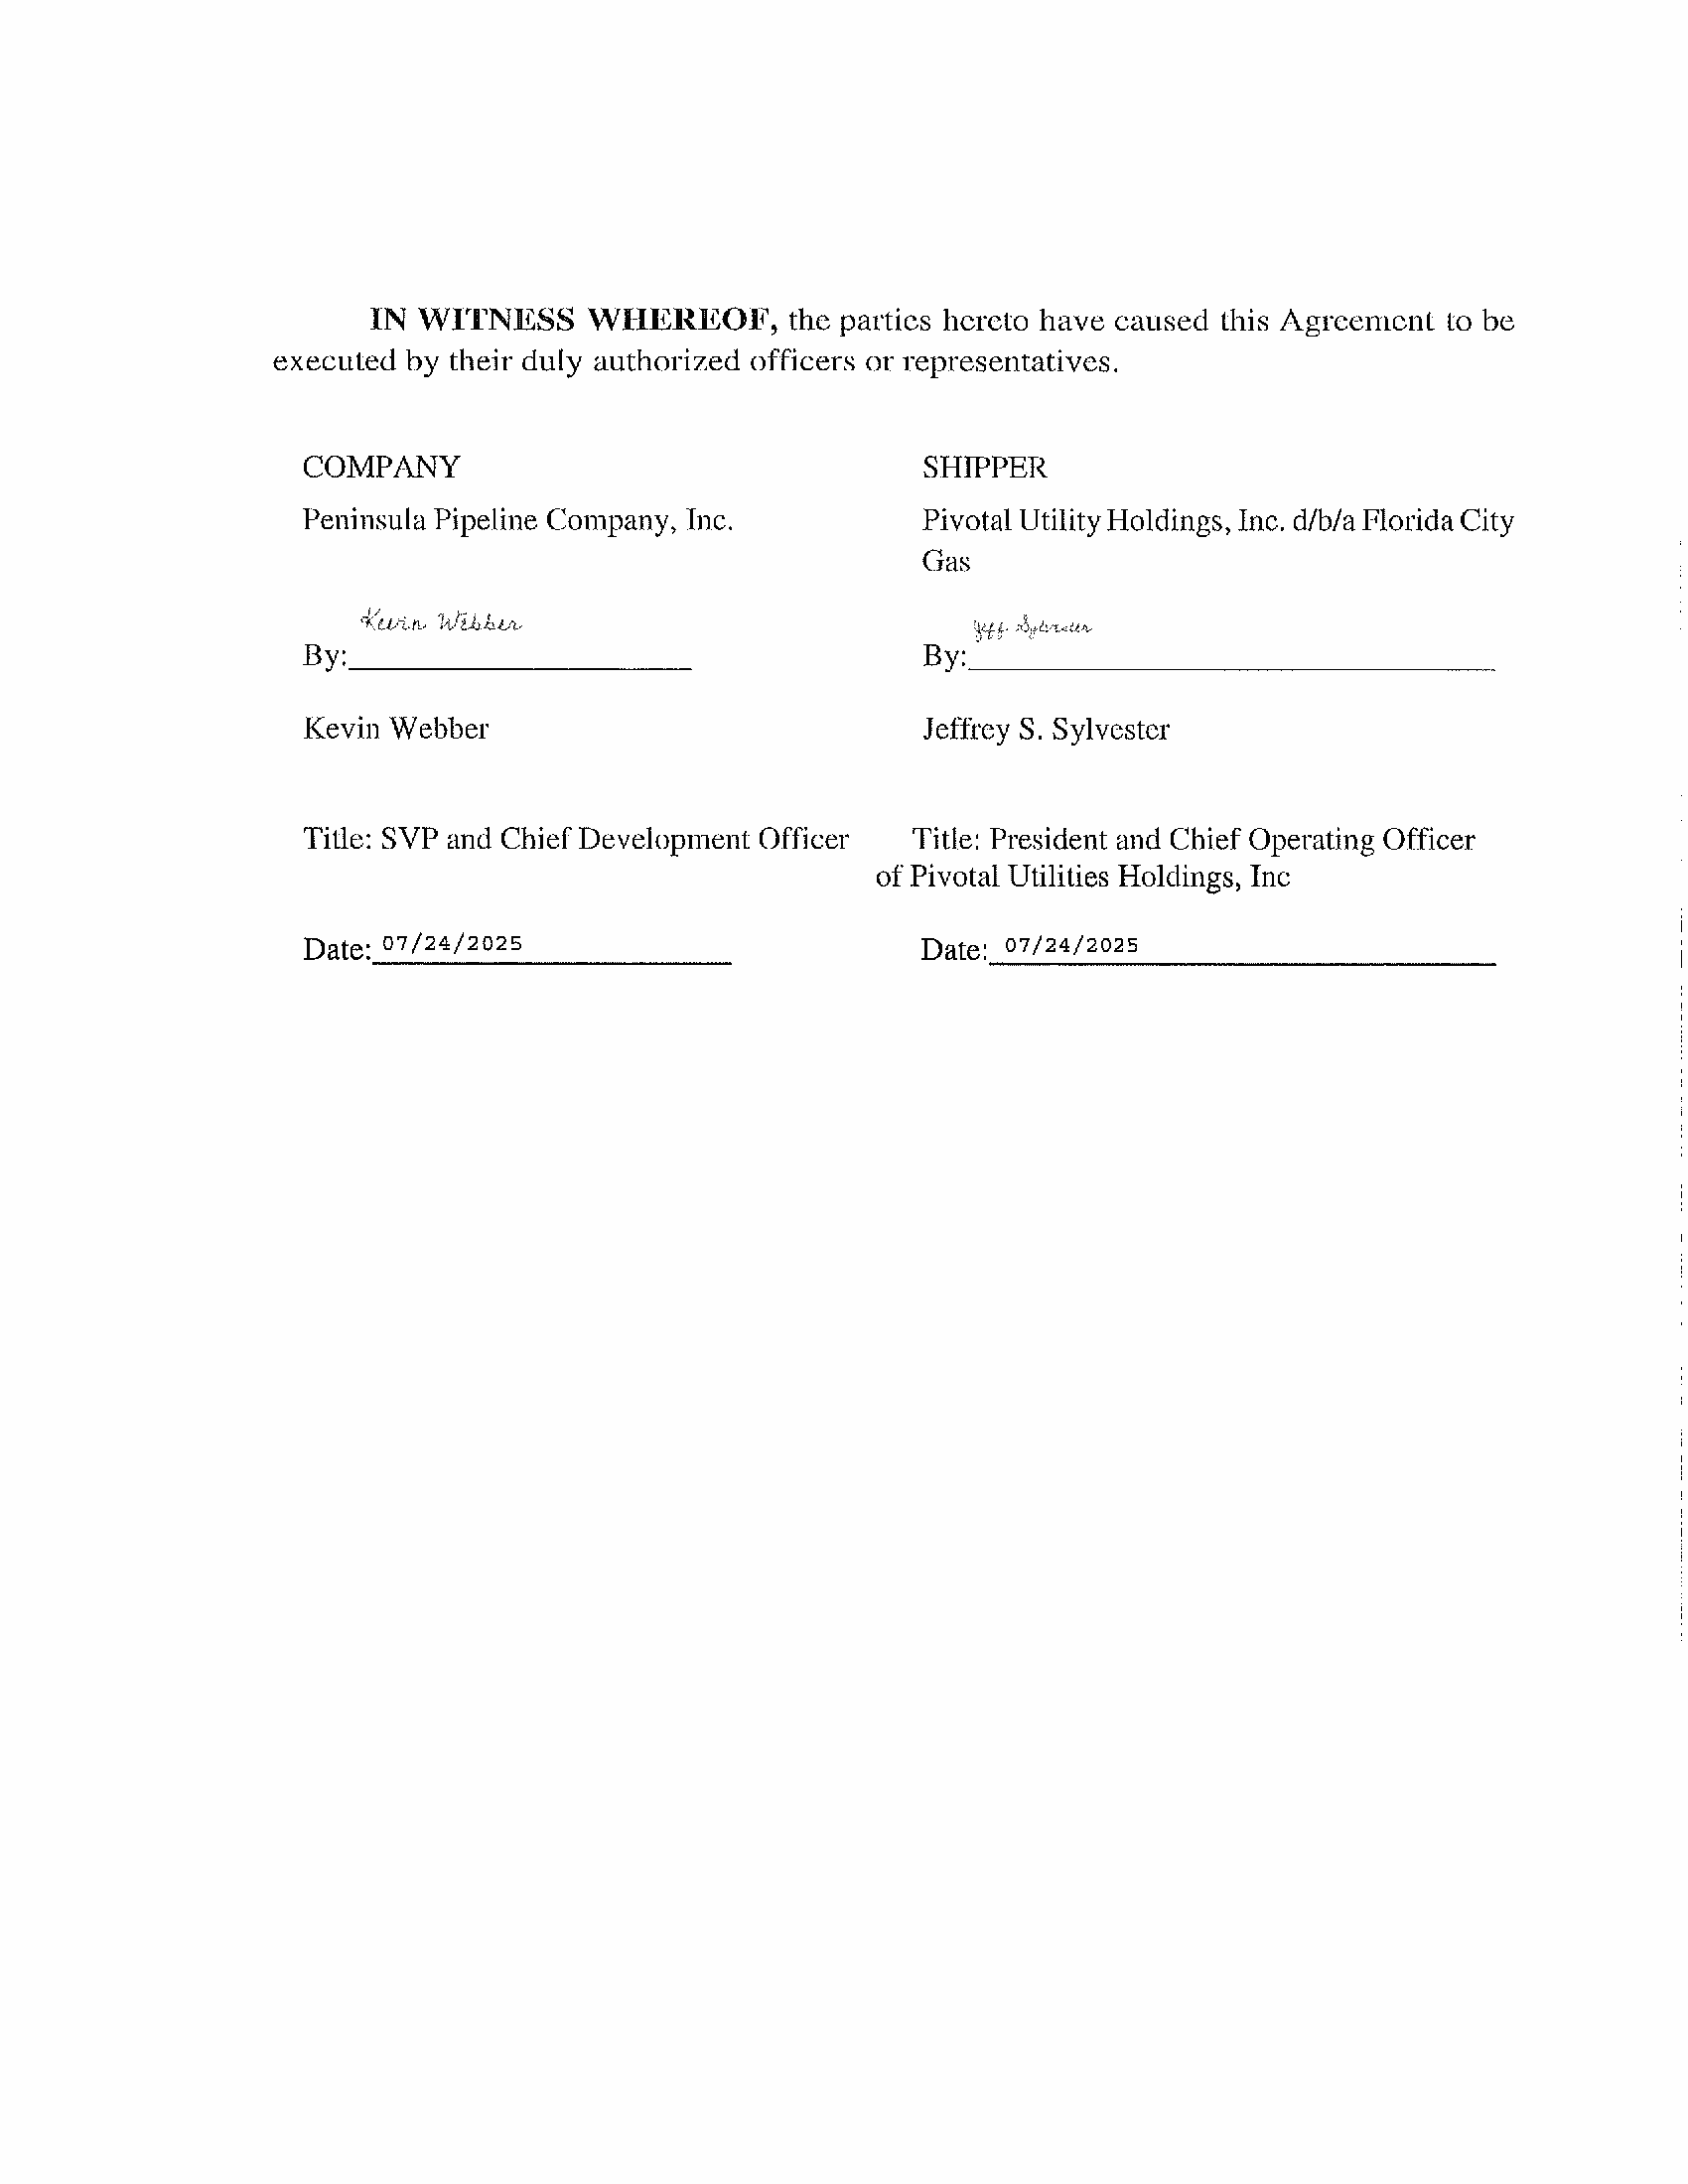 IN WITNESS WHEREOF, the parties hereto have caused this Agreement to be
executed by their duly authorized officers or representatives.
COMPANY
Peninsula Pipeline Company, Inc.
Kevin Webber
By:
Kevin Webber
Title: SVP and Chief Development Officer
Date: 07/24/2025
SHIPPER
Pivotal Utility Holdings, Inc. d/b/a Florida City
Gas
Jeff Sylvester
By:
Jeffrey S. Sylvester
Title: President and Chief Operating Officer
of Pivotal Utilities Holdings, Inc
Date: 07/24/2025